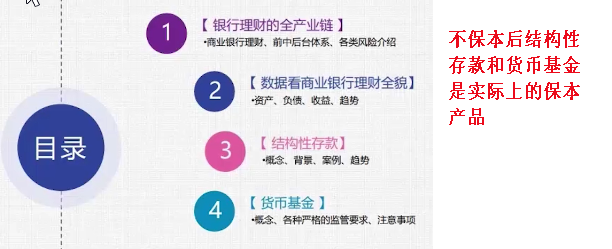 目录
1
【 银行理财的全产业链 】
•商业银行理财、前中后台体系、各类风险介绍
2
【 数据看商业银行理财全貌】
•资产、负债、收益、趋势
3
【 结构性存款】
•概念、背景、案例、趋势
4
【 货币基金 】
•概念、各种严格的监管要求、注意事项
不保本后结构性
存款和货币基金
是实际上的保本
产品